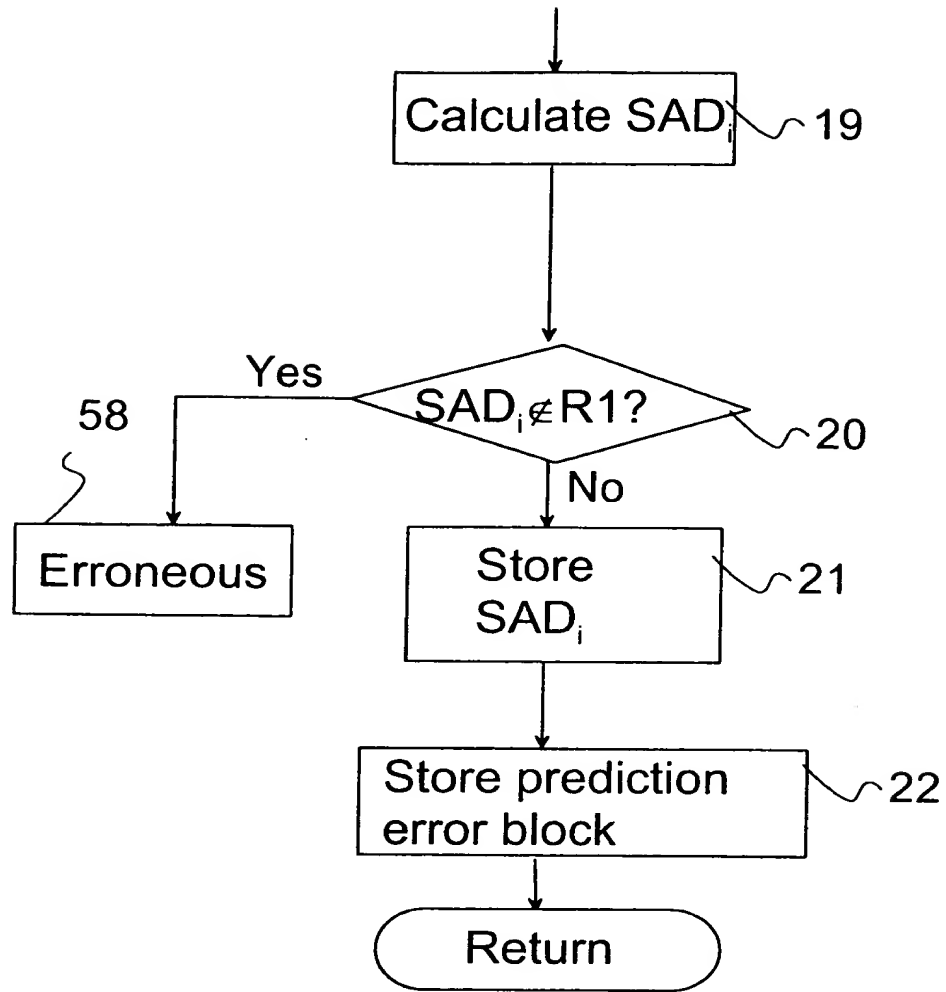 Calculate SADᵢ
19
Yes
SADᵢ∉R1?
20
58
No
Erroneous
Store
SADᵢ
21
Store prediction
error block
22
Return